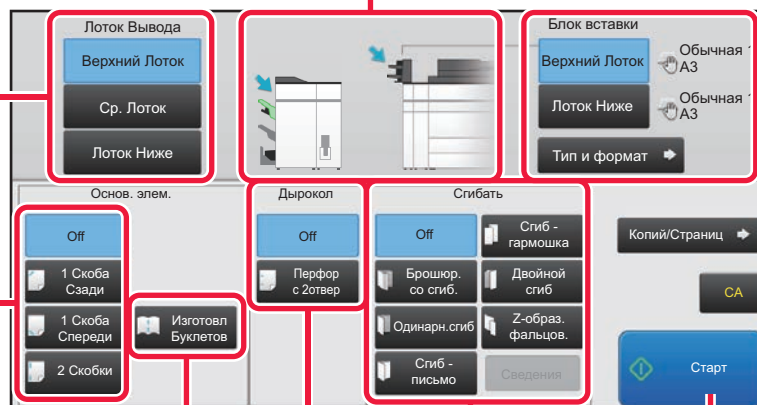 Лоток Вывода
Верхний Лоток
Ср. Лоток
Лоток Ниже
Блок вставки
Верхний Лоток
Обычная 1
A3
Лоток Ниже
Обычная 1
A3
Тип и формат
Основ. элем.
Off
1 Скоба
Сзади
1 Скоба
Спереди
2 Скобки
Изготовл
Буклетов
Дырокол
Off
Перфор
с 2отвер
Сгибать
Off
Сгиб -
гармошка
Брошюр.
со сгиб.
Двойной
сгиб
Одинарн.сгиб
Z-образ.
фальцов.
Сгиб -
письмо
Сведения
Копий/Страниц
CA
Старт